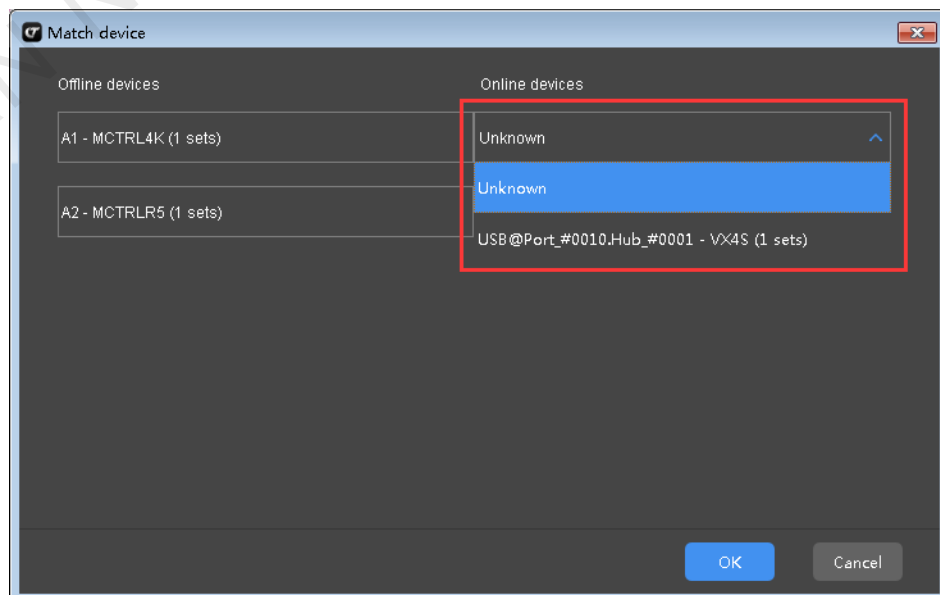 Match device
Offline devices
Online devices
A1 - MCTRL4K (1 sets)
Unknown
Unknown
A2 - MCTRLR5 (1 sets)
USB@Port_#0010.Hub_#0001 - VX4S (1 sets)
OK
Cancel